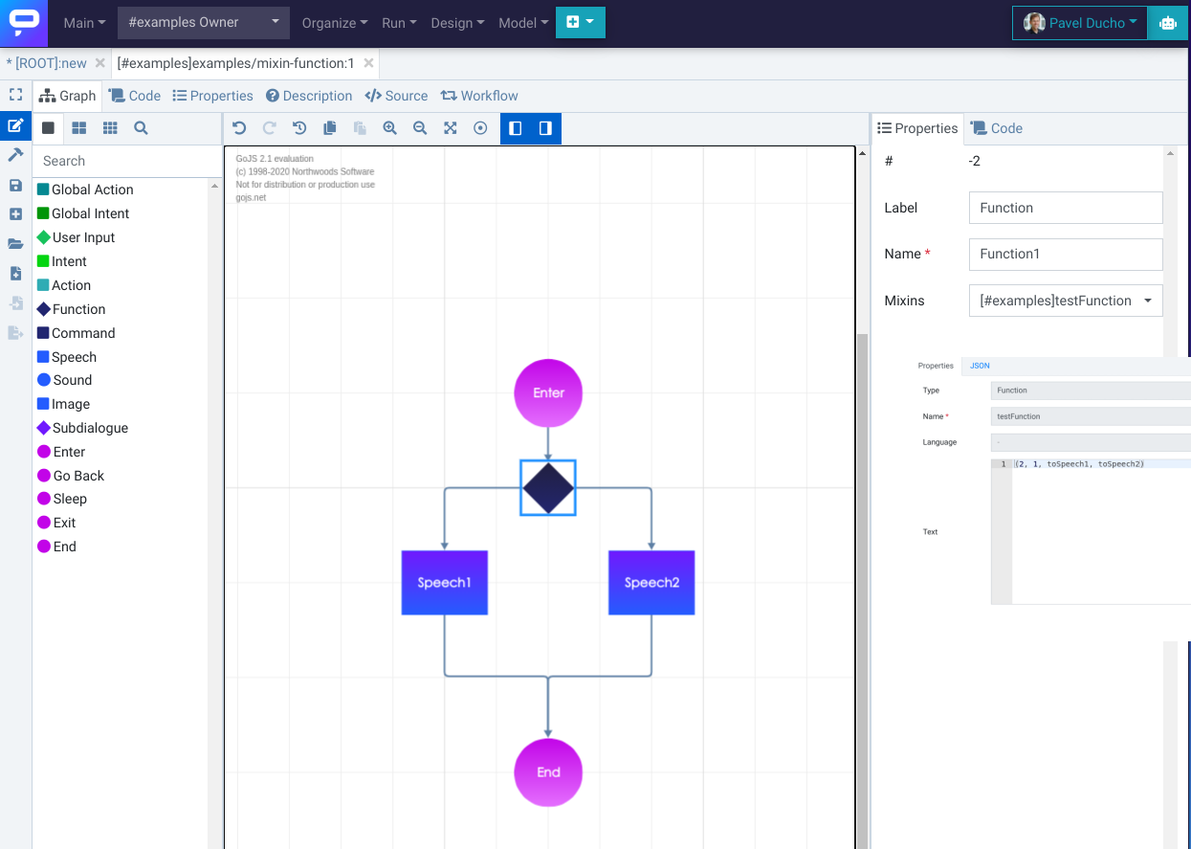 Main #examples Owner Organize Run Design Model Pavel Ducho
* [ROOT]:new [#examples]examples/mixin-function:1
Graph Code Properties Description Source Workflow
Properties Code
Search
Global Action
Global Intent
User Input
Intent
Action
Function
Command
Speech
Sound
Image
Subdialogue
Enter
Go Back
Sleep
Exit
End
GoJS 2.1 evaluation
(c) 1998-2020 Northwoods Software
Not for distribution or production use
gojs.net
Enter
Speech1 Speech2
End
# -2
Label Function
Name * Function1
Mixins [#examples]testFunction
Properties JSON
Type Function
Name * testFunction
Language -
1 (2, 1, toSpeech1, toSpeech2)
Text